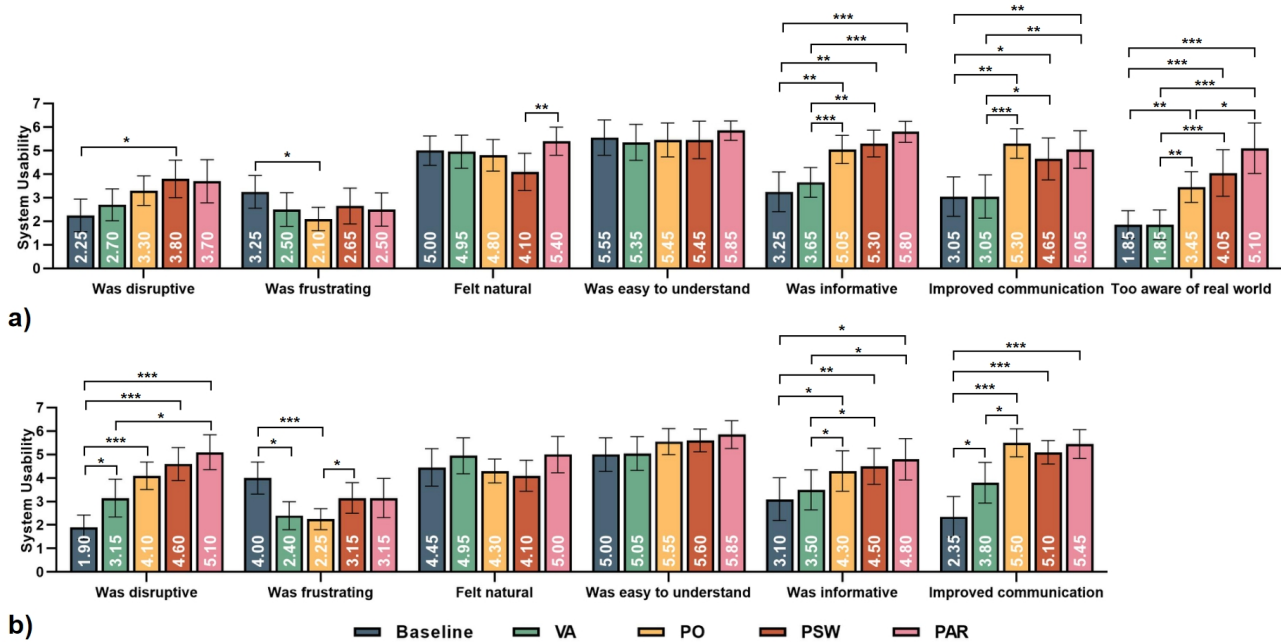 a)
System Usability
7
6
5
4
3
2
1
0
* * ** *** *** ** ** ** *** ** ** * ** * *** *** *** *** ** * *** **
2.25 2.70 3.30 3.80 3.70
3.25 2.50 2.10 2.65 2.50
5.00 4.95 4.80 4.10 5.40
5.55 5.35 5.45 5.45 5.85
3.25 3.65 5.05 5.30 5.80
3.05 3.05 5.30 4.65 5.05
1.85 1.85 3.45 4.05 5.10
Was disruptive Was frustrating Felt natural Was easy to understand Was informative Improved communication Too aware of real world
b)
System Usability
7
6
5
4
3
2
1
0
*** *** * *** * *** * * * * ** * * * *** *** *** * *
1.90 3.15 4.10 4.60 5.10
4.00 2.40 2.25 3.15 3.15
4.45 4.95 4.30 4.10 5.00
5.00 5.05 5.55 5.60 5.85
3.10 3.50 4.30 4.50 4.80
2.35 3.80 5.50 5.10 5.45
Was disruptive Was frustrating Felt natural Was easy to understand Was informative Improved communication
Baseline VA PO PSW PAR